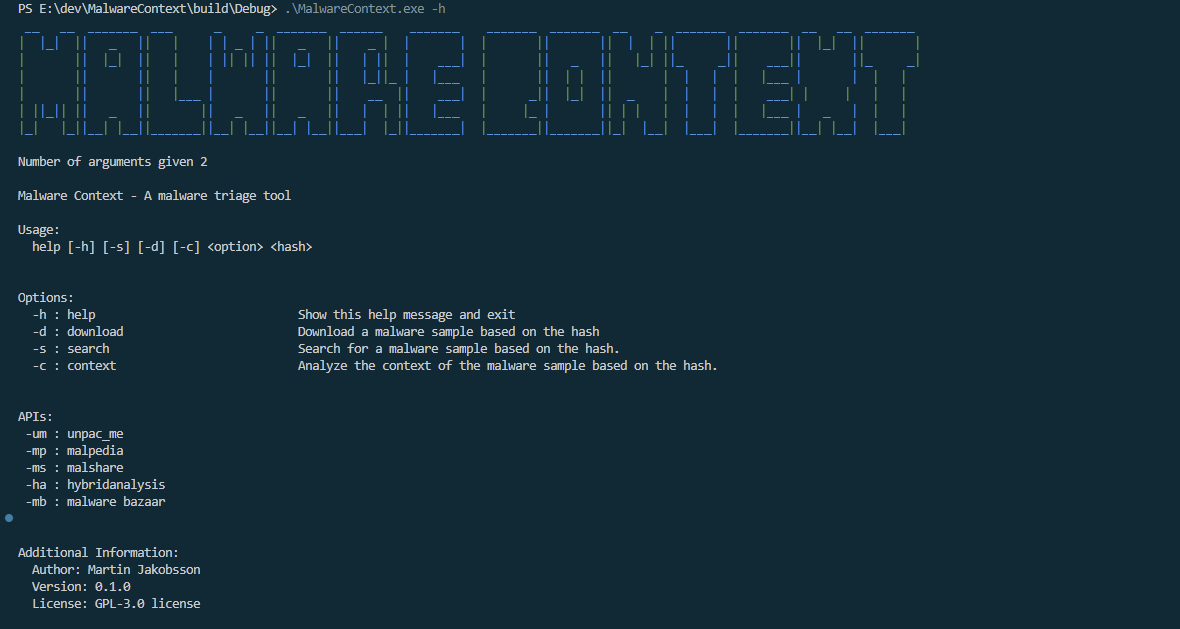 PS E:\dev\MalwareContext\build\Debug> .\MalwareContext.exe -h
MALWARE CONTEXT
Number of arguments given 2
Malware Context - A malware triage tool
Usage:
help [-h] [-s] [-d] [-c] <option> <hash>
Options:
-h : help Show this help message and exit
-d : download Download a malware sample based on the hash
-s : search Search for a malware sample based on the hash.
-c : context Analyze the context of the malware sample based on the hash.
APIs:
-um : unpac_me
-mp : malpedia
-ms : malshare
-ha : hybridanalysis
-mb : malware bazaar
Additional Information:
Author: Martin Jakobsson
Version: 0.1.0
License: GPL-3.0 license